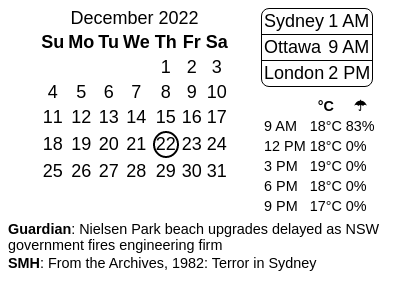 December 2022
Su Mo Tu We Th Fr Sa
1 2 3
4 5 6 7 8 9 10
11 12 13 14 15 16 17
18 19 20 21 22 23 24
25 26 27 28 29 30 31
Sydney 1 AM
Ottawa 9 AM
London 2 PM
°C ☂
9 AM 18°C 83%
12 PM 18°C 0%
3 PM 19°C 0%
6 PM 18°C 0%
9 PM 17°C 0%
Guardian: Nielsen Park beach upgrades delayed as NSW
government fires engineering firm
SMH: From the Archives, 1982: Terror in Sydney